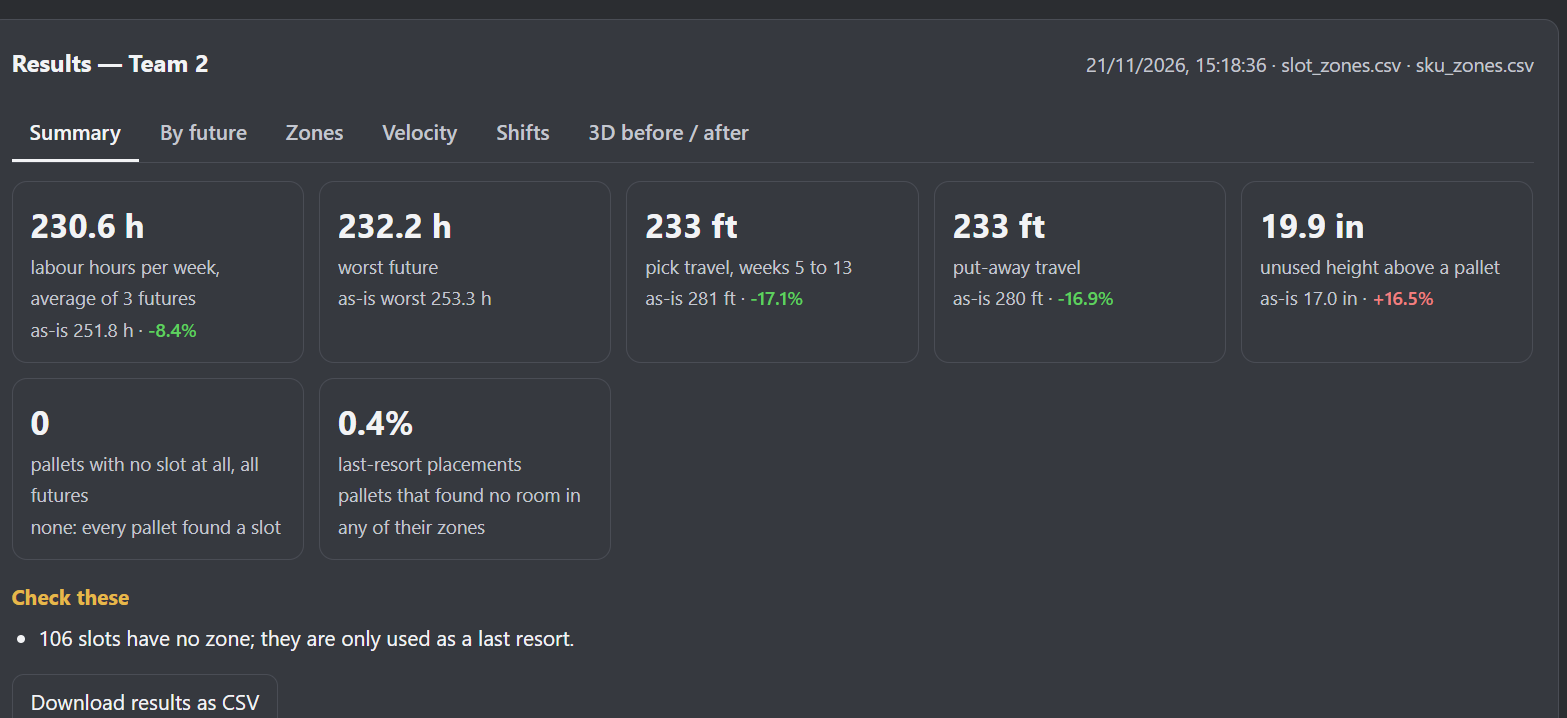 Results — Team 2
21/11/2026, 15:18:36 · slot_zones.csv · sku_zones.csv
Summary
By future
Zones
Velocity
Shifts
3D before / after
230.6 h
labour hours per week,
average of 3 futures
as-is 251.8 h · -8.4%
232.2 h
worst future
as-is worst 253.3 h
233 ft
pick travel, weeks 5 to 13
as-is 281 ft · -17.1%
233 ft
put-away travel
as-is 280 ft · -16.9%
19.9 in
unused height above a pallet
as-is 17.0 in · +16.5%
0
pallets with no slot at all, all
futures
none: every pallet found a slot
0.4%
last-resort placements
pallets that found no room in
any of their zones
Check these
• 106 slots have no zone; they are only used as a last resort.
Download results as CSV